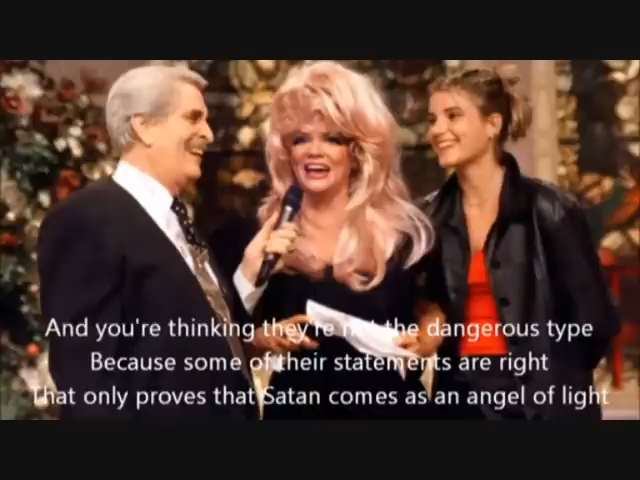 And you're thinking they're not the dangerous type
Because some of their statements are right
That only proves that Satan comes as an angel of light